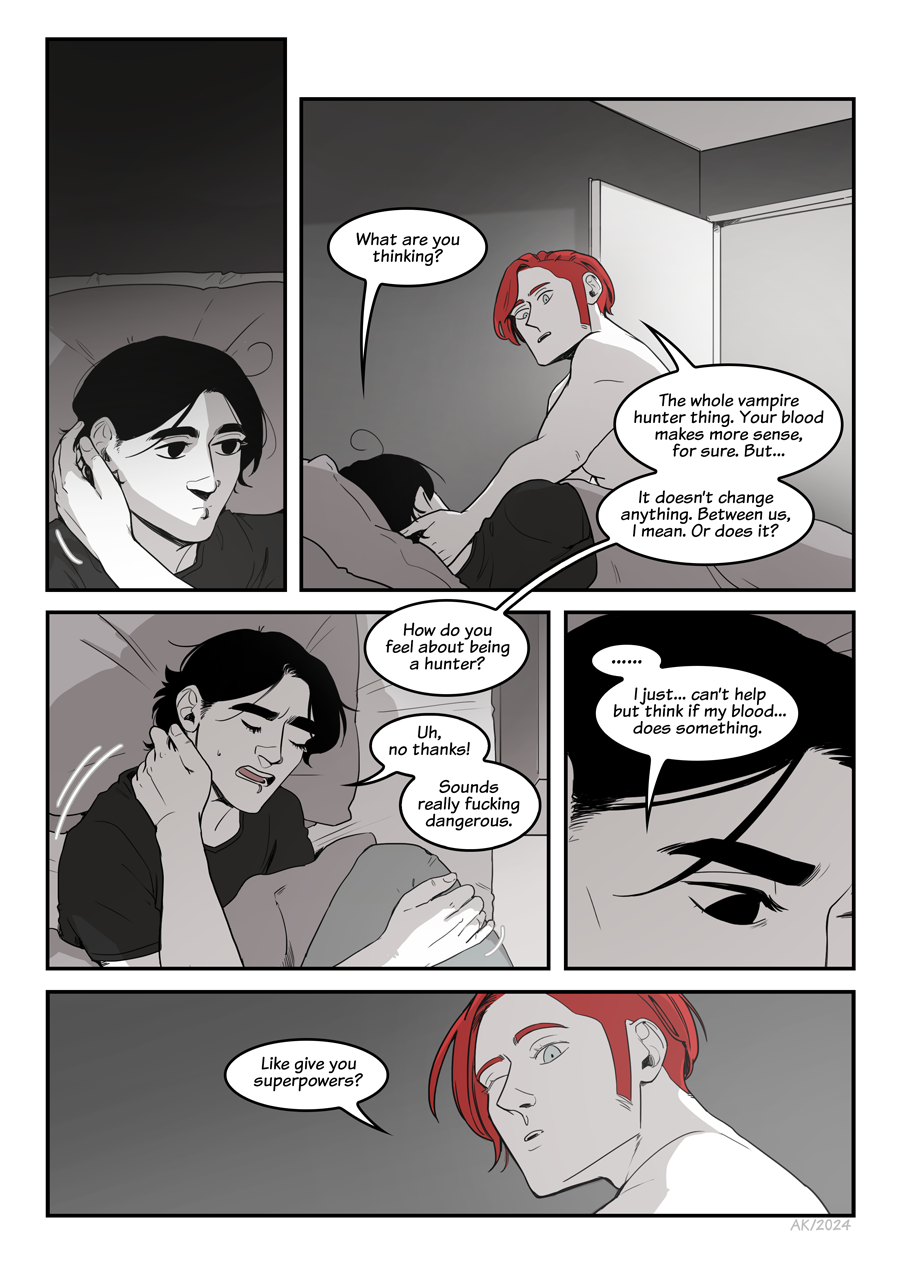 What are you
thinking?
The whole vampire
hunter thing. Your blood
makes more sense,
for sure. But...
It doesn't change
anything. Between us,
I mean. Or does it?
How do you
feel about being
a hunter?
Uh,
no thanks!
Sounds
really fucking
dangerous.
......
I just... can't help
but think if my blood...
does something.
Like give you
superpowers?
AK/2024